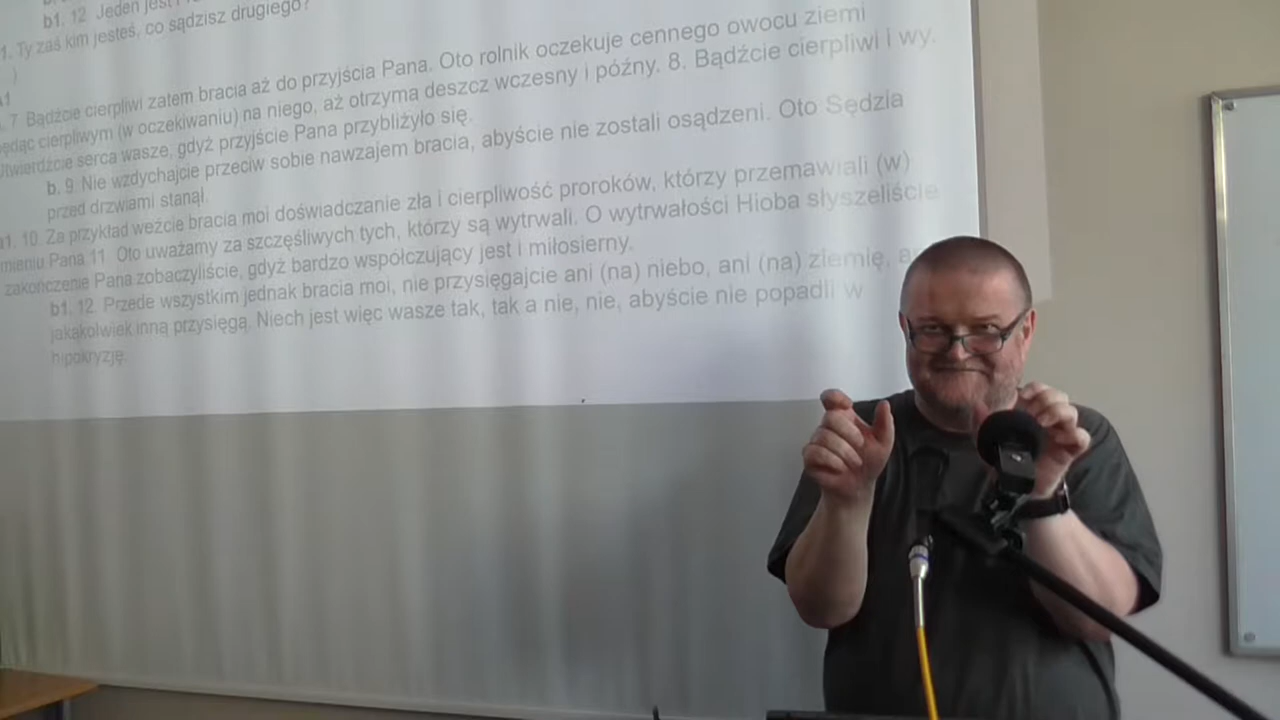 b1. 12 Jeden jest i
1. Ty zaś kim jesteś, co sądzisz drugiego?
)
a1
7 Bądźcie cierpliwi zatem bracia aż do przyjścia Pana. Oto rolnik oczekuje cennego owocu ziemi
będąc cierpliwym (w oczekiwaniu) na niego, aż otrzyma deszcz wczesny i późny. 8. Bądźcie cierpliwi i wy.
Utwierdźcie serca wasze, gdyż przyjście Pana przybliżyło się.
b. 9. Nie wzdychajcie przeciw sobie nawzajem bracia, abyście nie zostali osądzeni. Oto Sędzia
przed drzwiami stanął.
a1. 10. Za przykład weźcie bracia moi doświadczanie zła i cierpliwość proroków, którzy przemawiali (w)
mieniu Pana 11. Oto uważamy za szczęśliwych tych, którzy są wytrwali. O wytrwałości Hioba słyszeliście
zakończenie Pana zobaczyliście, gdyż bardzo współczujący jest i miłosierny.
b1. 12. Przede wszystkim jednak bracia moi, nie przysięgajcie ani (na) niebo, ani (na) ziemię, a
jakąkolwiek inną przysięgą. Niech jest więc wasze tak, tak a nie, nie, abyście nie popadli w
hipokryzję.